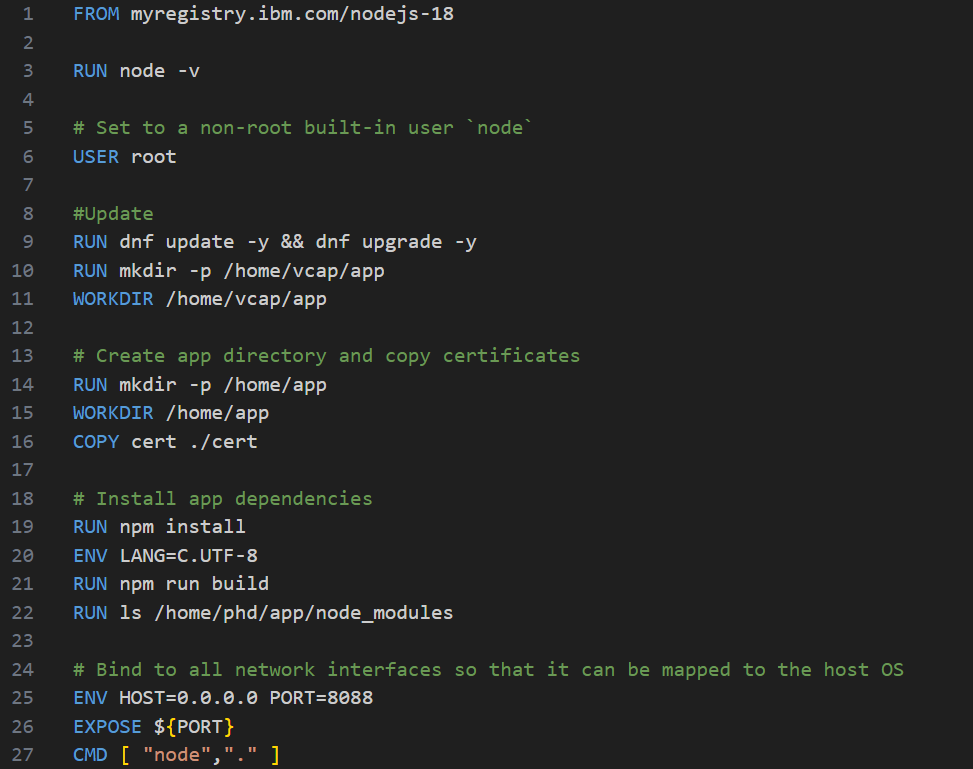 1 FROM myregistry.ibm.com/nodejs-18
2
3 RUN node -v
4
5 # Set to a non-root built-in user `node`
6 USER root
7
8 #Update
9 RUN dnf update -y && dnf upgrade -y
10 RUN mkdir -p /home/vcap/app
11 WORKDIR /home/vcap/app
12
13 # Create app directory and copy certificates
14 RUN mkdir -p /home/app
15 WORKDIR /home/app
16 COPY cert ./cert
17
18 # Install app dependencies
19 RUN npm install
20 ENV LANG=C.UTF-8
21 RUN npm run build
22 RUN ls /home/phd/app/node_modules
23
24 # Bind to all network interfaces so that it can be mapped to the host OS
25 ENV HOST=0.0.0.0 PORT=8088
26 EXPOSE ${PORT}
27 CMD [ "node","." ]